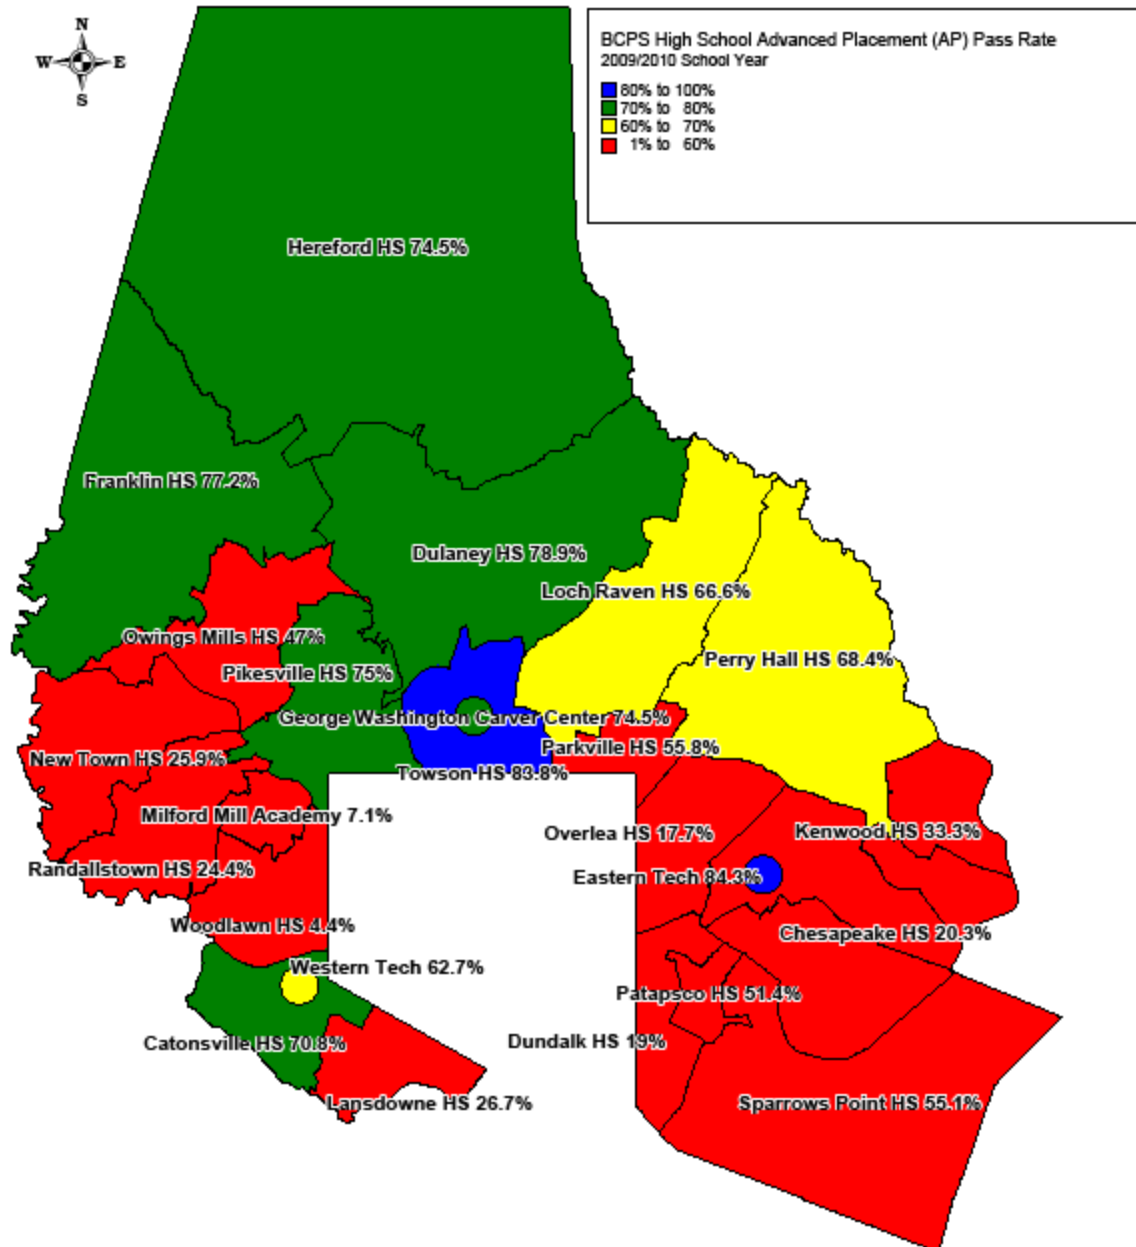 N
W E
S
BCPS High School Advanced Placement (AP) Pass Rate
2009/2010 School Year
80% to 100%
70% to 80%
60% to 70%
1% to 60%
Hereford HS 74.5%
Franklin HS 77.2%
Dulaney HS 78.9%
Loch Raven HS 66.6%
Owings Mills HS 47%
Perry Hall HS 68.4%
Pikesville HS 75%
George Washington Carver Center 74.5%
Parkville HS 55.8%
New Town HS 25.9%
Towson HS 83.8%
Milford Mill Academy 7.1%
Overlea HS 17.7%
Kenwood HS 33.3%
Randallstown HS 24.4%
Eastern Tech 84.3%
Woodlawn HS 4.4%
Chesapeake HS 20.3%
Western Tech 62.7%
Patapsco HS 51.4%
Catonsville HS 70.8%
Dundalk HS 19%
Lansdowne HS 26.7%
Sparrows Point HS 55.1%